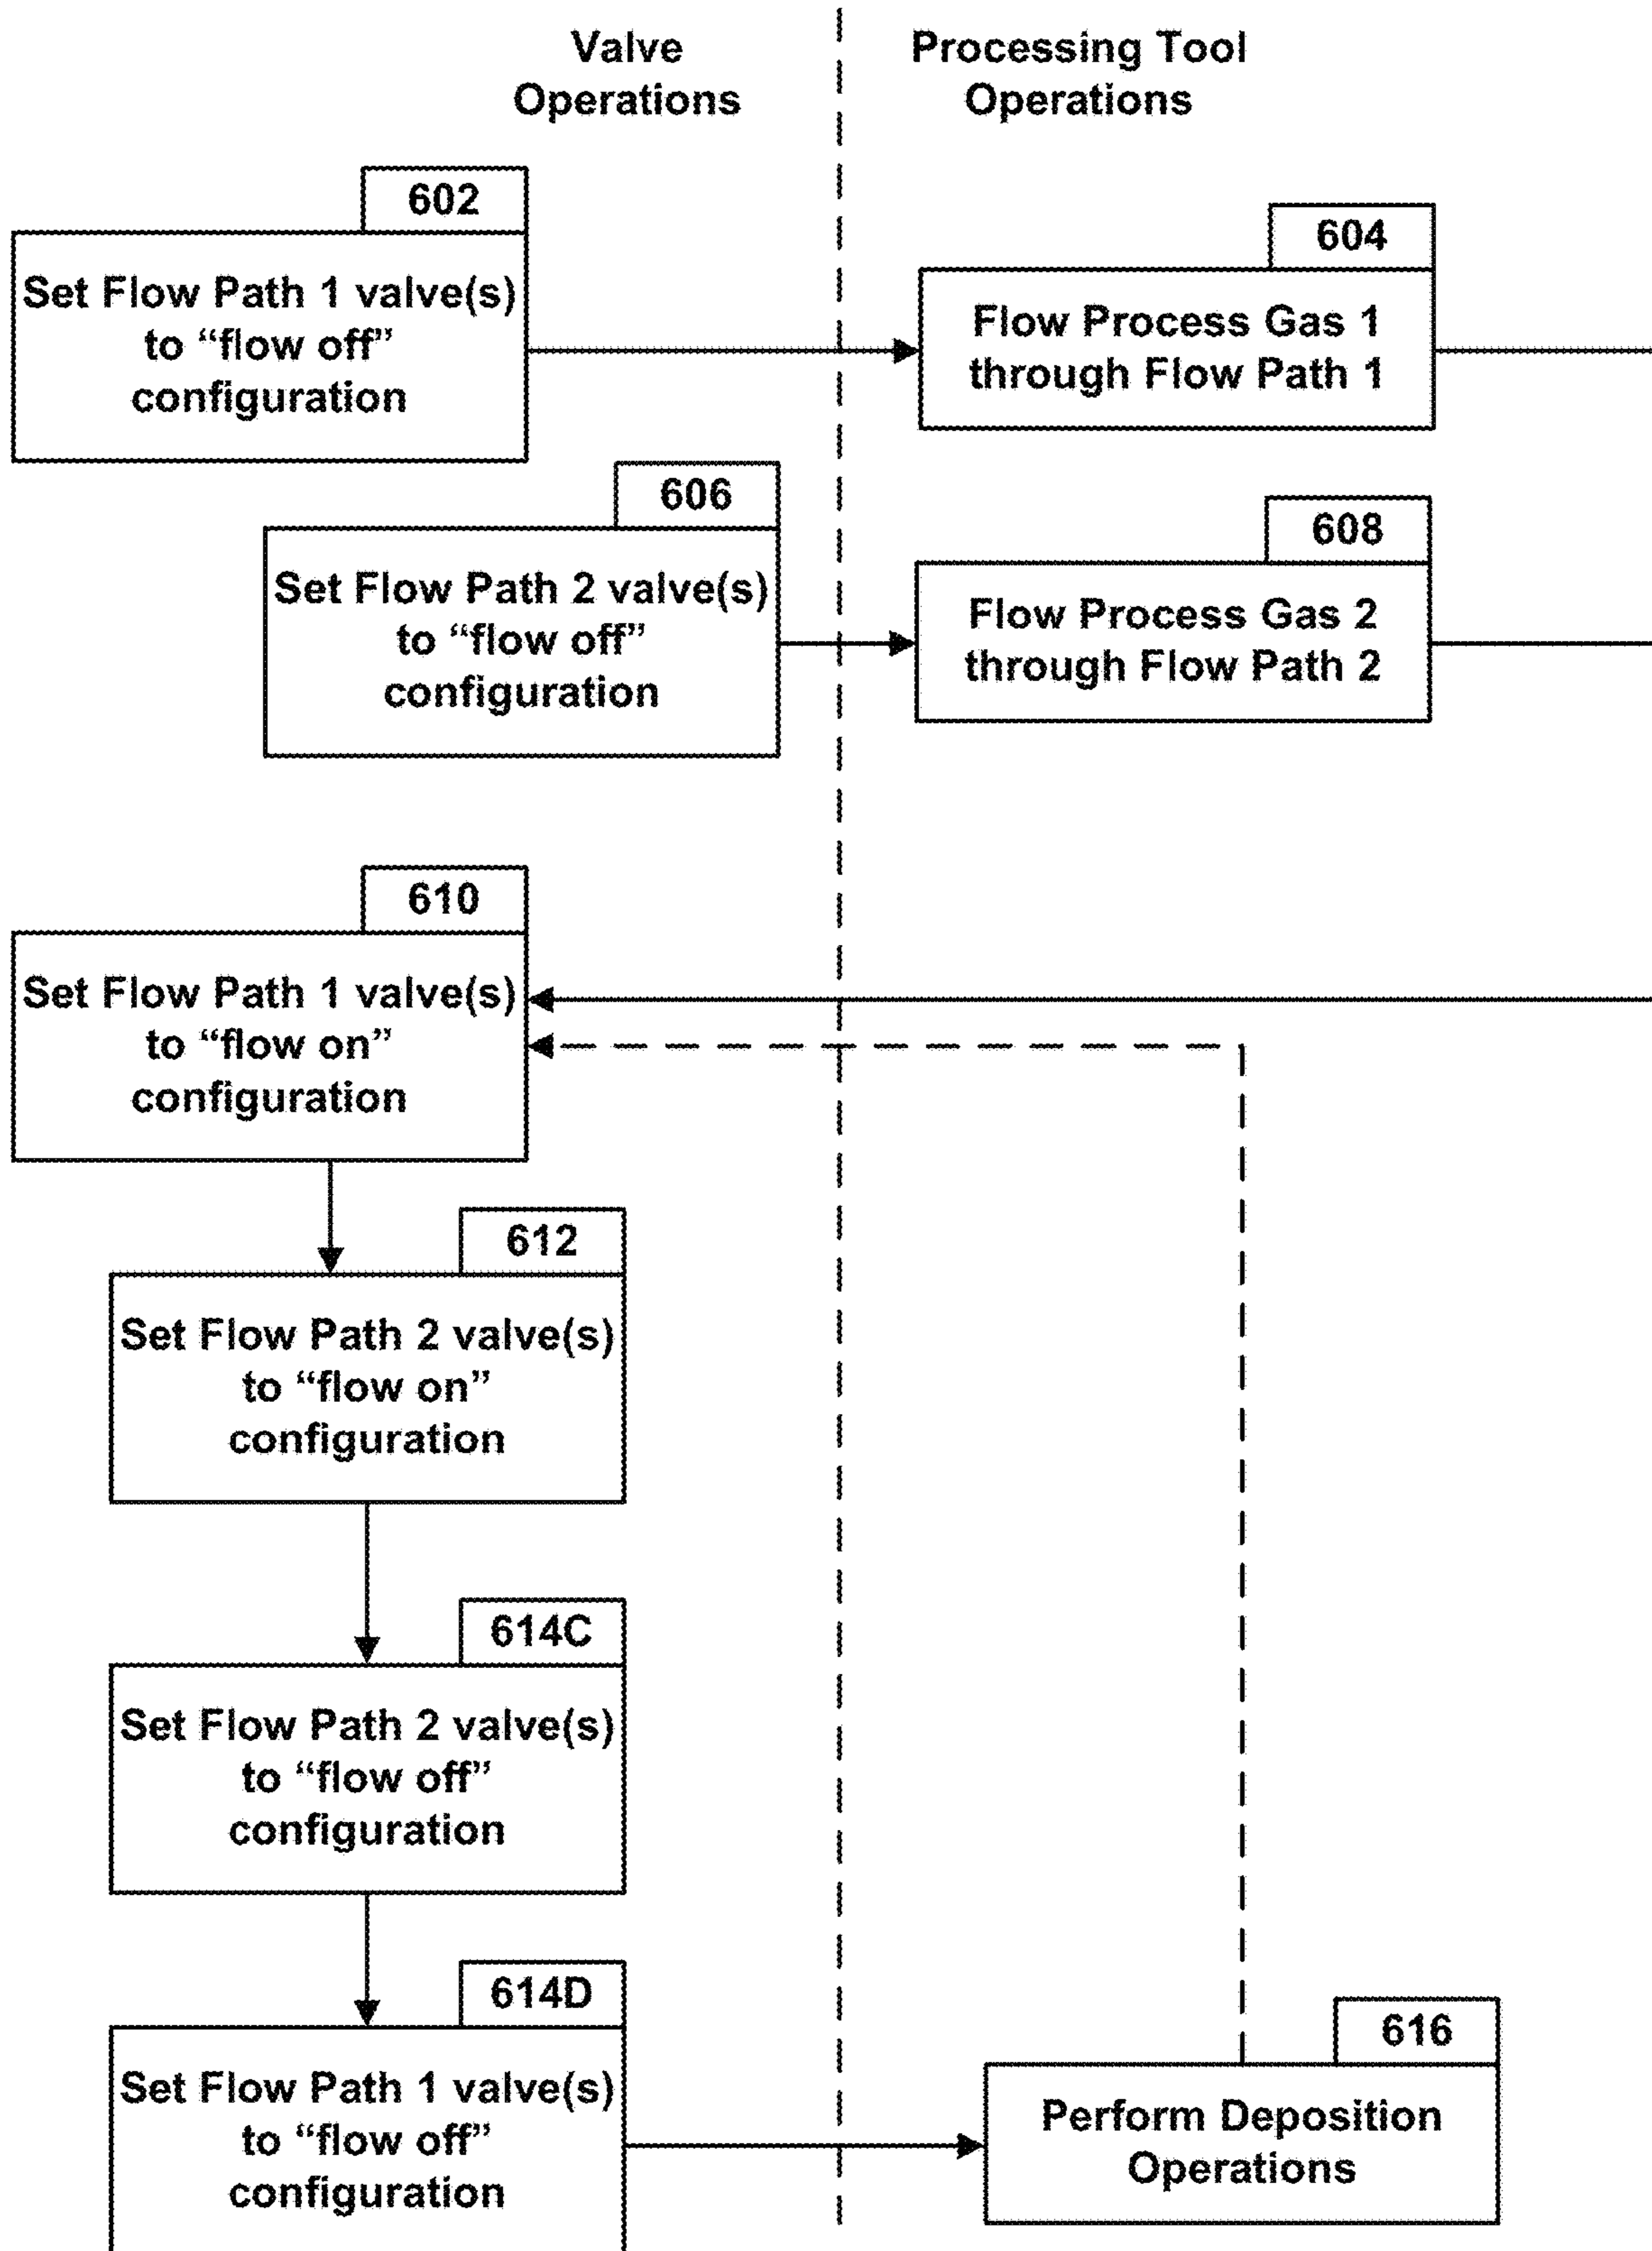 Valve
Operations
Processing Tool
Operations
602
Set Flow Path 1 valve(s)
to “flow off”
configuration
604
Flow Process Gas 1
through Flow Path 1
606
Set Flow Path 2 valve(s)
to “flow off”
configuration
608
Flow Process Gas 2
through Flow Path 2
610
Set Flow Path 1 valve(s)
to “flow on”
configuration
612
Set Flow Path 2 valve(s)
to “flow on”
configuration
614C
Set Flow Path 2 valve(s)
to “flow off”
configuration
614D
Set Flow Path 1 valve(s)
to “flow off”
configuration
616
Perform Deposition
Operations